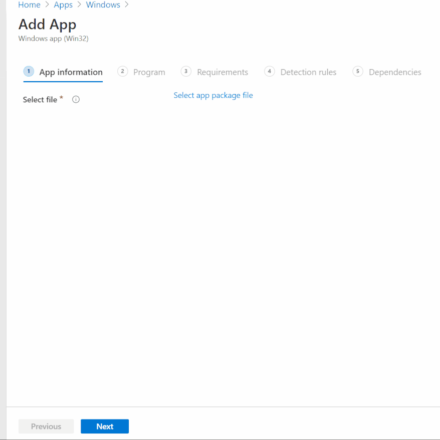 Home > Apps > Windows >
Add App
Windows app (Win32)
1 App information 2 Program 3 Requirements 4 Detection rules 5 Dependencies
Select file * Select app package file
Previous Next